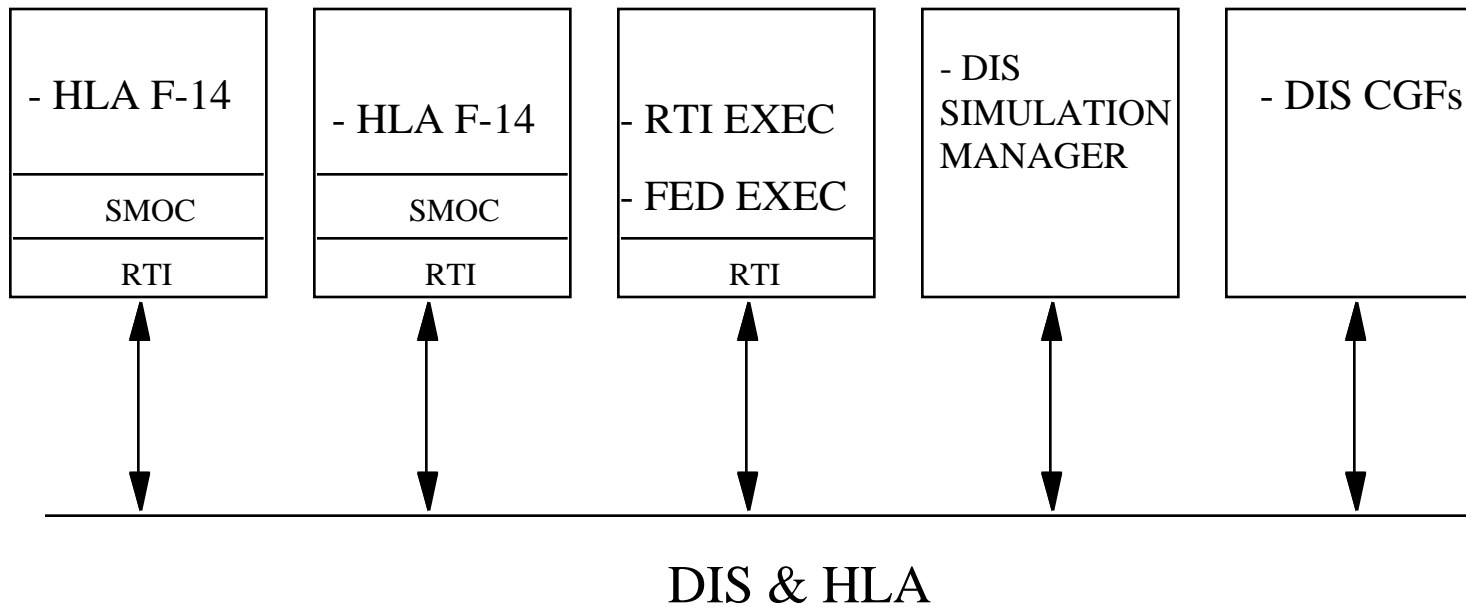 - HLA F-14
SMOC
RTI
- HLA F-14
SMOC
RTI
- RTI EXEC
- FED EXEC
RTI
- DIS
SIMULATION
MANAGER
- DIS CGFs
DIS & HLA